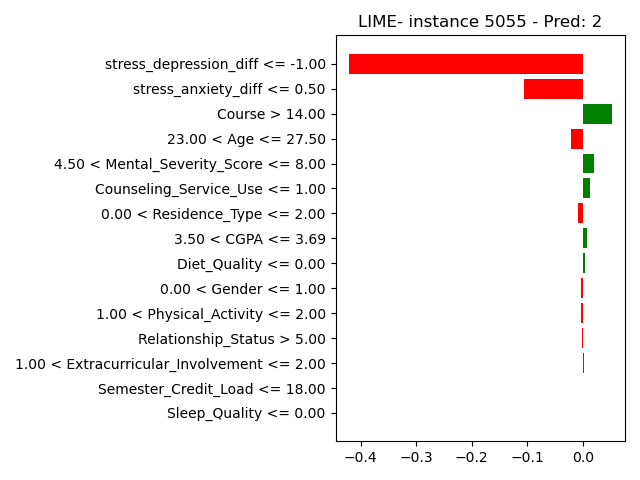 LIME- instance 5055 - Pred: 2
stress_depression_diff <= -1.00
stress_anxiety_diff <= 0.50
Course > 14.00
23.00 < Age <= 27.50
4.50 < Mental_Severity_Score <= 8.00
Counseling_Service_Use <= 1.00
0.00 < Residence_Type <= 2.00
3.50 < CGPA <= 3.69
Diet_Quality <= 0.00
0.00 < Gender <= 1.00
1.00 < Physical_Activity <= 2.00
Relationship_Status > 5.00
1.00 < Extracurricular_Involvement <= 2.00
Semester_Credit_Load <= 18.00
Sleep_Quality <= 0.00
−0.4 −0.3 −0.2 −0.1 0.0